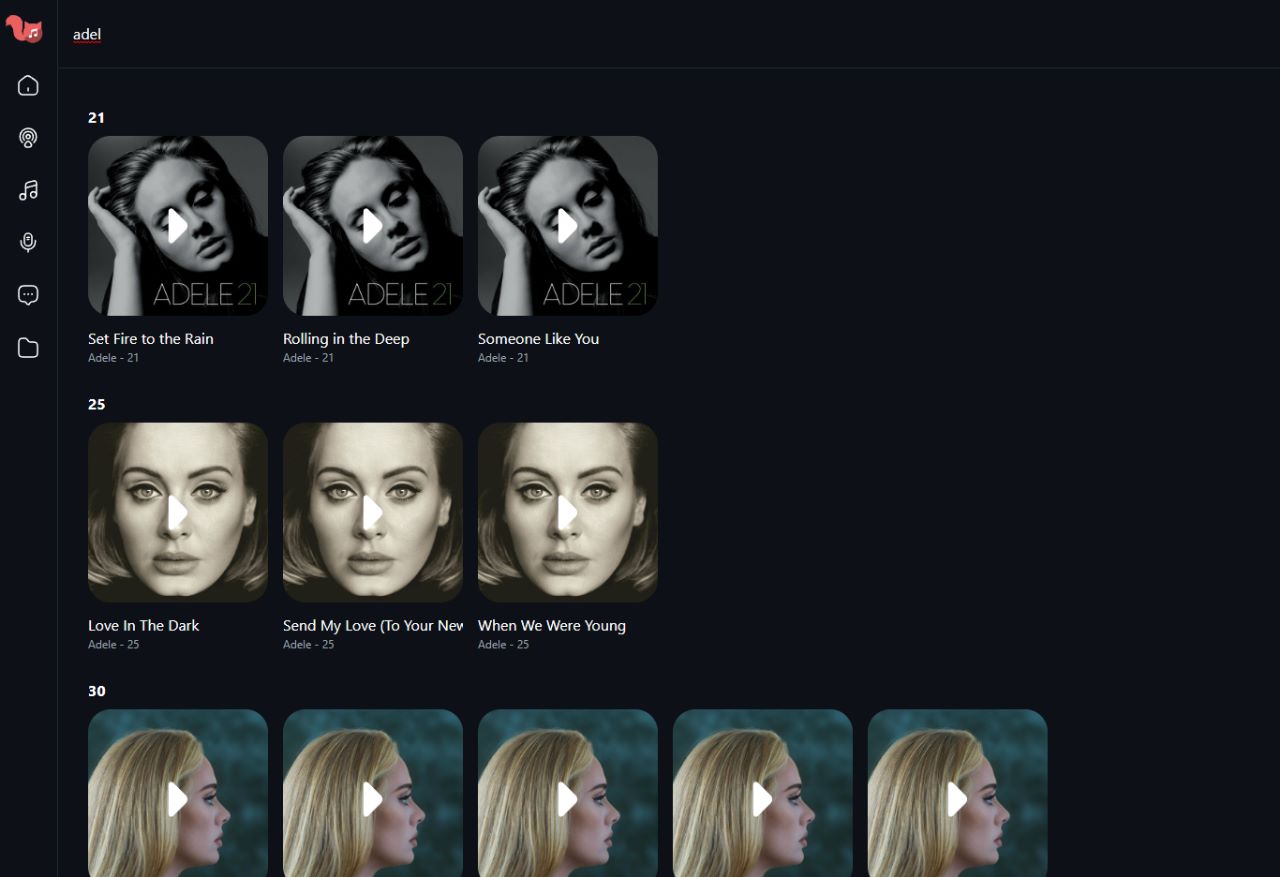 adel
21
ADELE 21
ADELE 21
ADELE 21
Set Fire to the Rain
Rolling in the Deep
Someone Like You
Adele - 21
Adele - 21
Adele - 21
25
Love In The Dark
Send My Love (To Your New
When We Were Young
Adele - 25
Adele - 25
Adele - 25
30